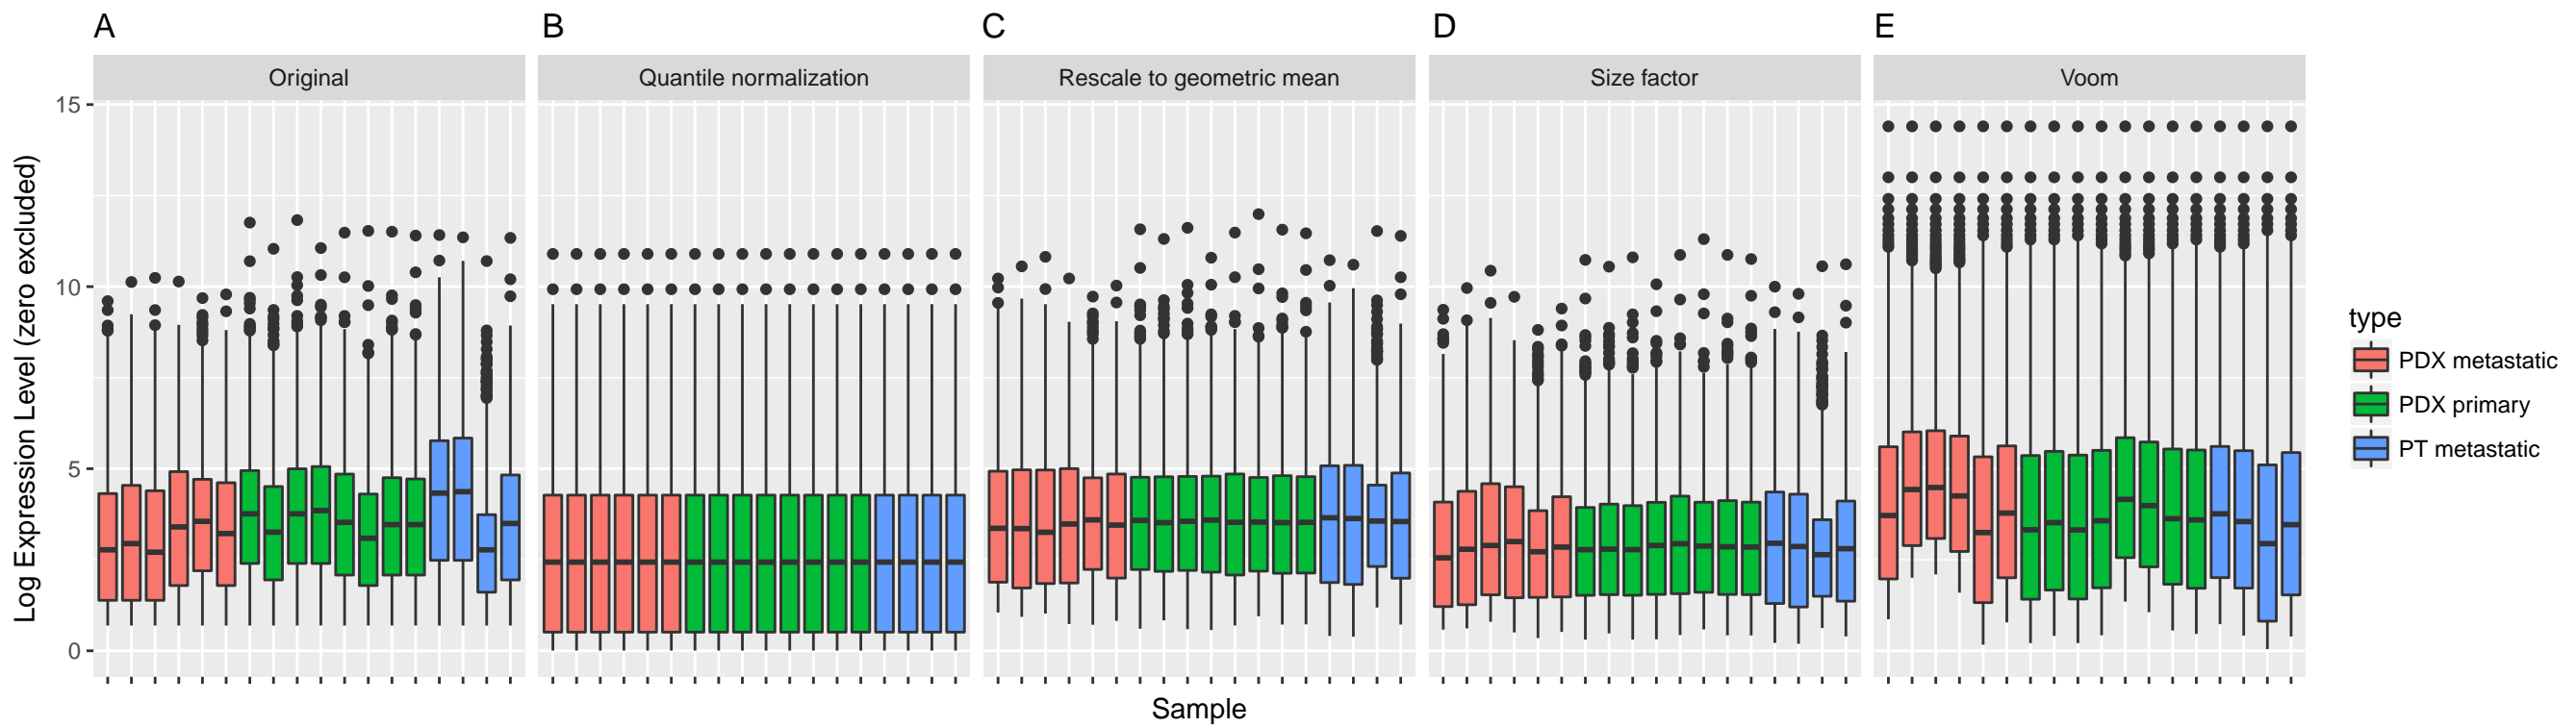 A B C D E
Original Quantile normalization Rescale to geometric mean Size factor Voom
15
10
5
0
Log Expression Level (zero excluded)
Sample
type
PDX metastatic
PDX primary
PT metastatic